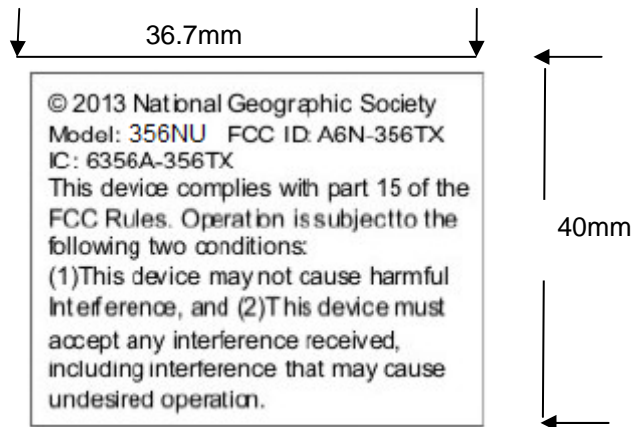 36.7mm
© 2013 National Geographic Society
Model: 356NU FCC ID: A6N-356TX
IC: 6356A-356TX
This device complies with part 15 of the
FCC Rules. Operation is subject to the
following two conditions:
(1)This device may not cause harmful
Interference, and (2)This device must
accept any interference received,
including interference that may cause
undesired operation.
40mm